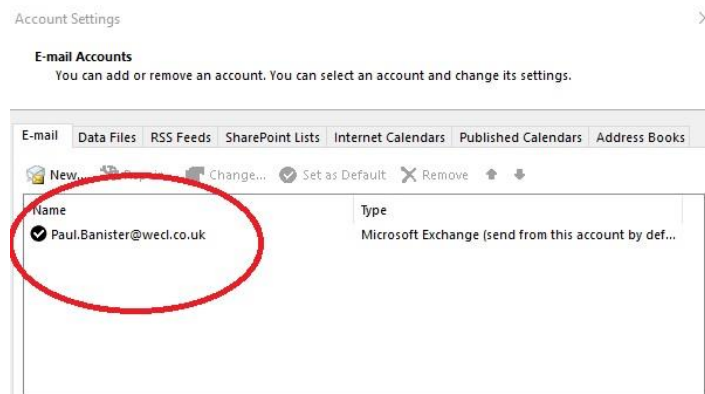 Account Settings
E-mail Accounts
You can add or remove an account. You can select an account and change its settings.
E-mail Data Files RSS Feeds SharePoint Lists Internet Calendars Published Calendars Address Books
New... Change... Set as Default Remove
Name Type
Paul.Banister@wecl.co.uk Microsoft Exchange (send from this account by def...